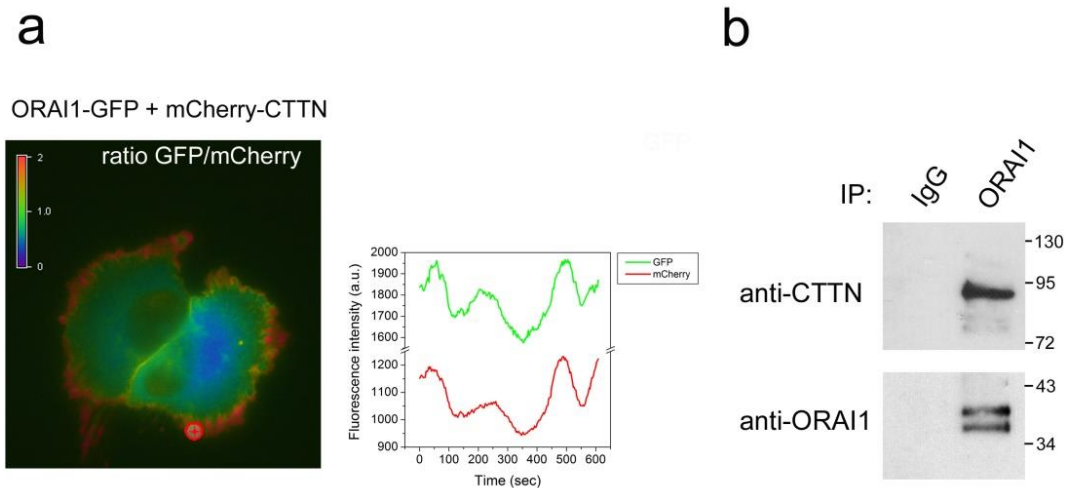 a
ORAI1-GFP + mCherry-CTTN
ratio GFP/mCherry
2
1.0
0
GFP
mCherry
Fluorescence intensity (a.u.)
2000
1900
1800
1700
1600
1200
1100
1000
900
0 100 200 300 400 500 600
Time (sec)
GFP
b
IP: IgG ORAI1
anti-CTTN
130
95
72
anti-ORAI1
43
34